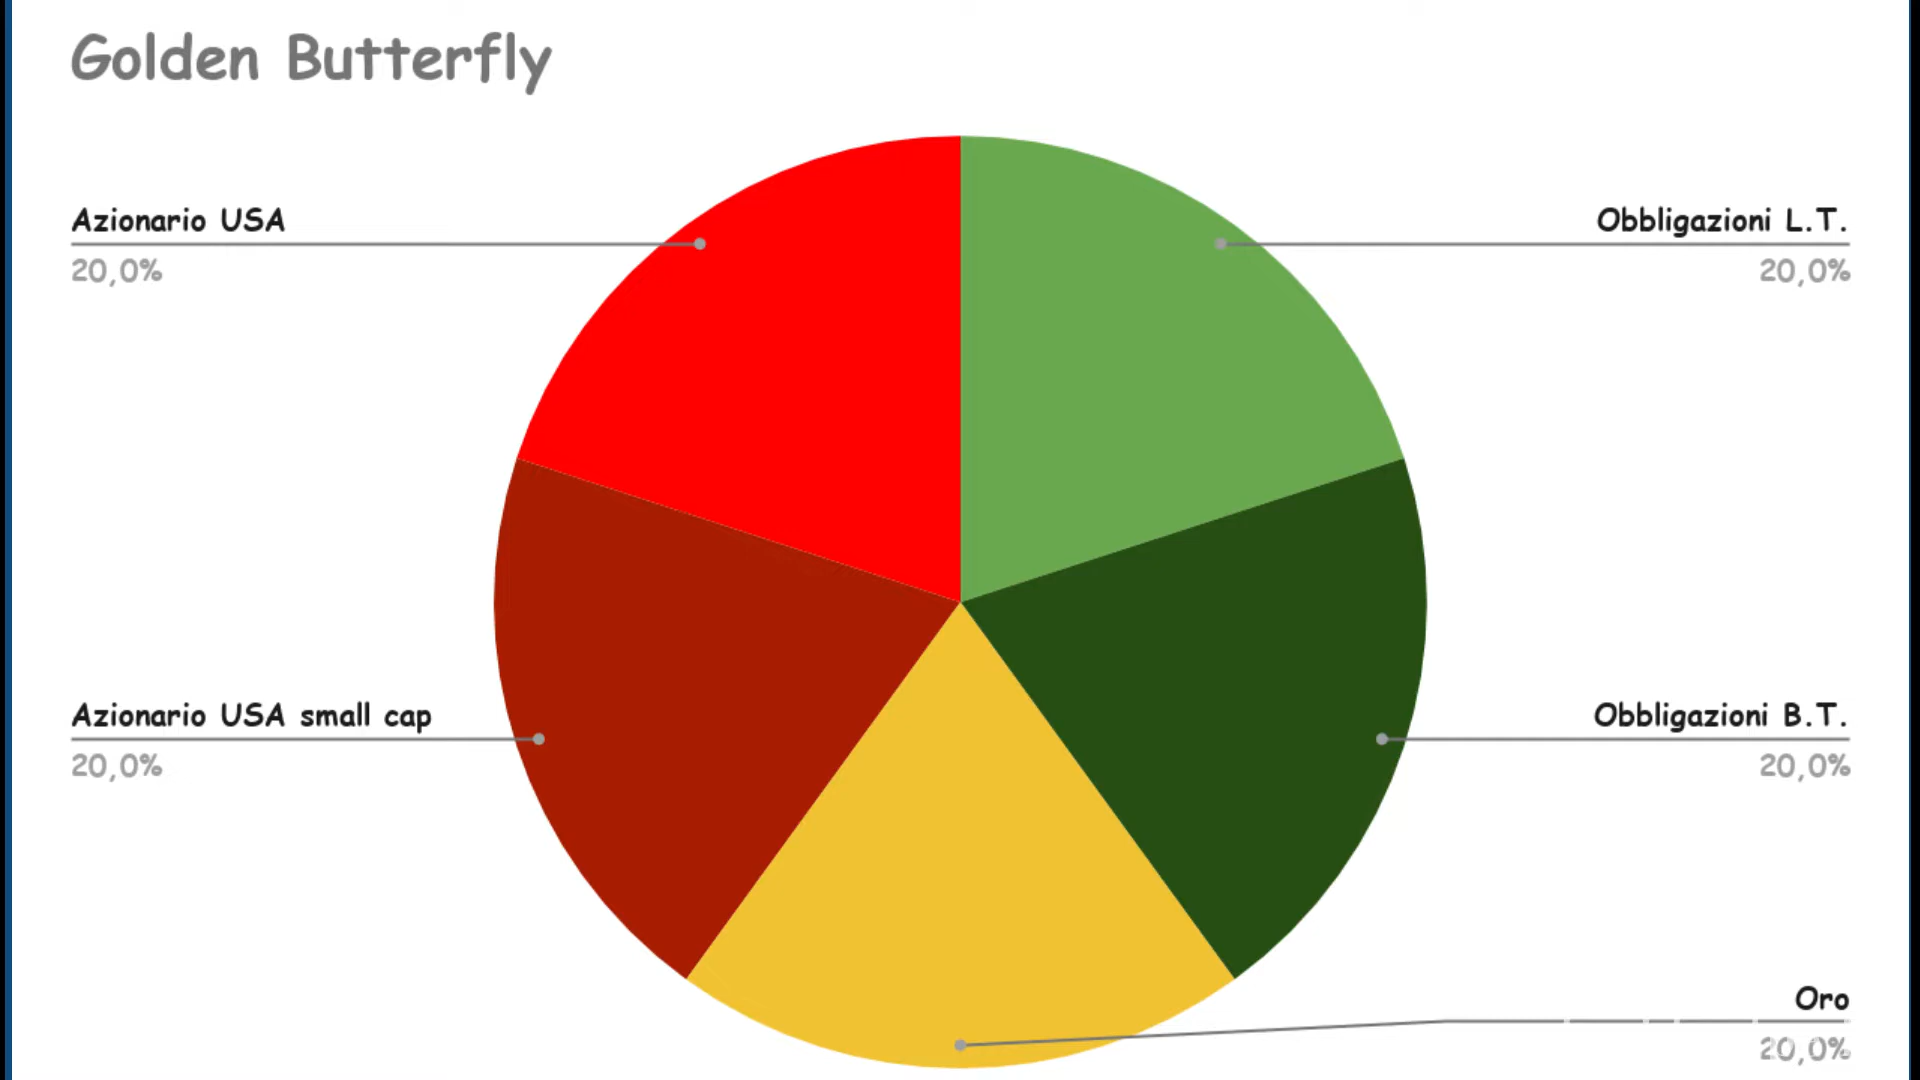 Golden Butterfly
Azionario USA
20,0%
Obbligazioni L.T.
20,0%
Azionario USA small cap
20,0%
Obbligazioni B.T.
20,0%
Oro
20,0%